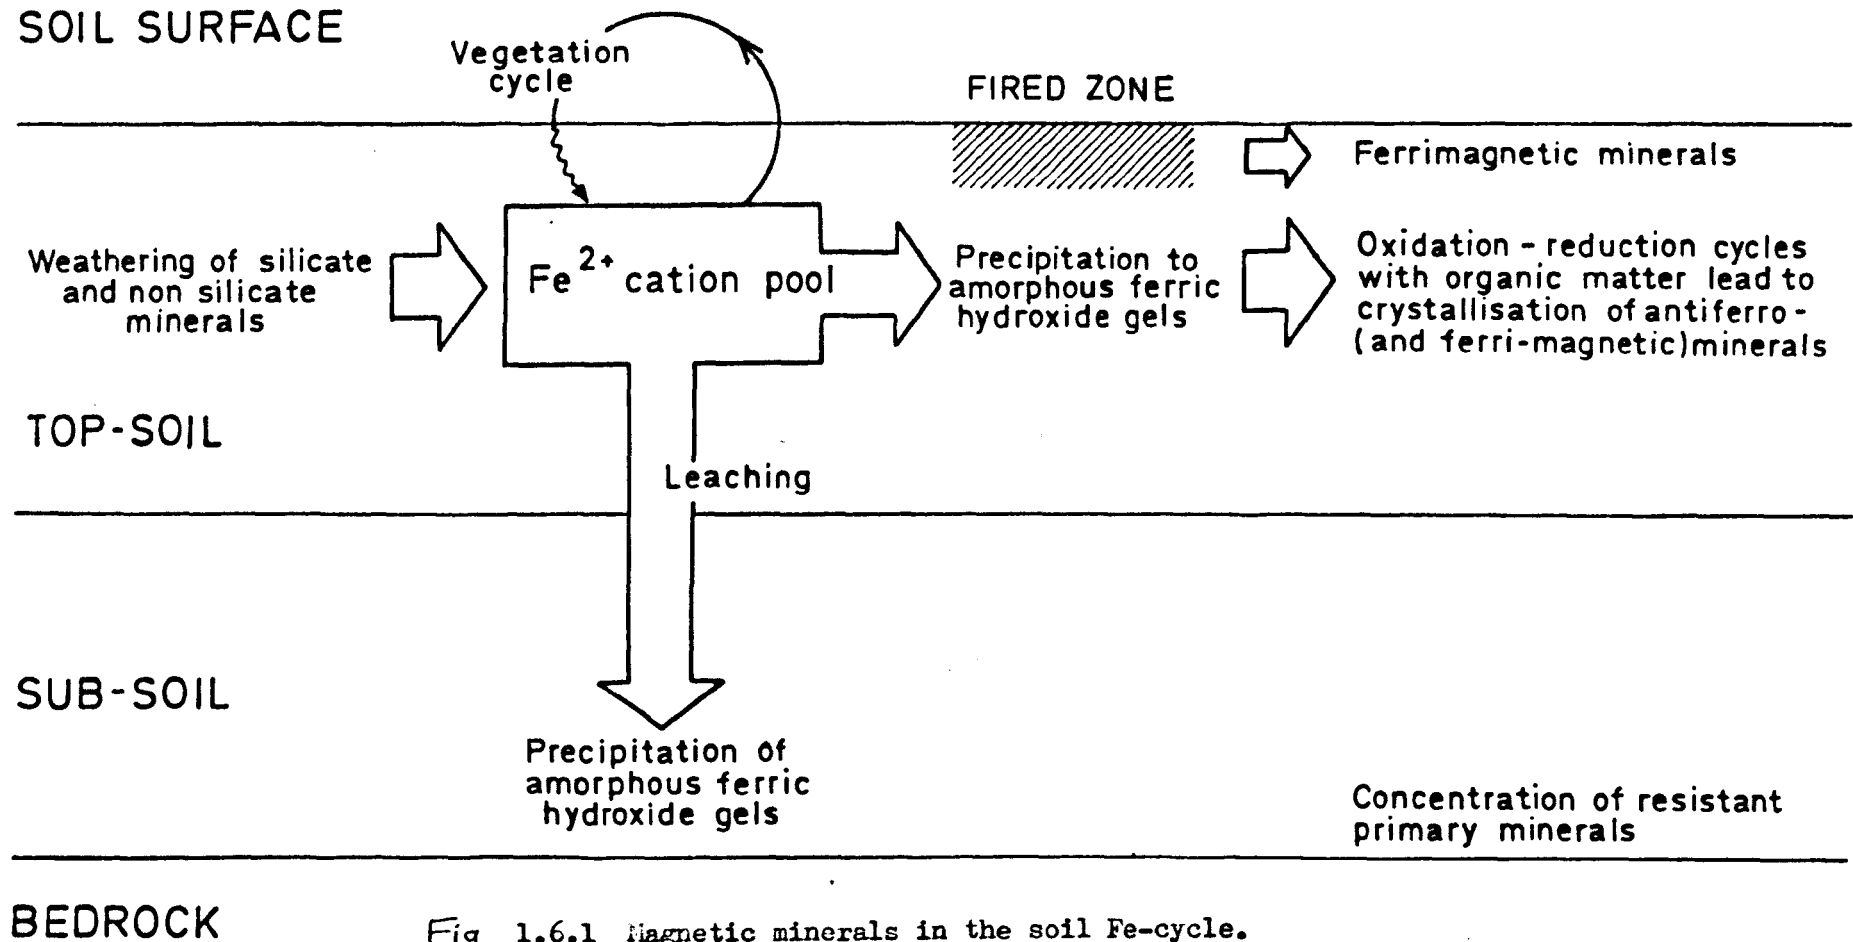 SOIL SURFACE
Vegetation
cycle
FIRED ZONE
Ferrimagnetic minerals
Weathering of silicate
and non silicate
minerals
Fe2+ cation pool
Precipitation to
amorphous ferric
hydroxide gels
Oxidation - reduction cycles
with organic matter lead to
crystallisation of antiferro-
(and ferri-magnetic)minerals
TOP-SOIL
Leaching
SUB-SOIL
Precipitation of
amorphous ferric
hydroxide gels
Concentration of resistant
primary minerals
BEDROCK
Fig 1.6.1 Magnetic minerals in the soil Fe-cycle.